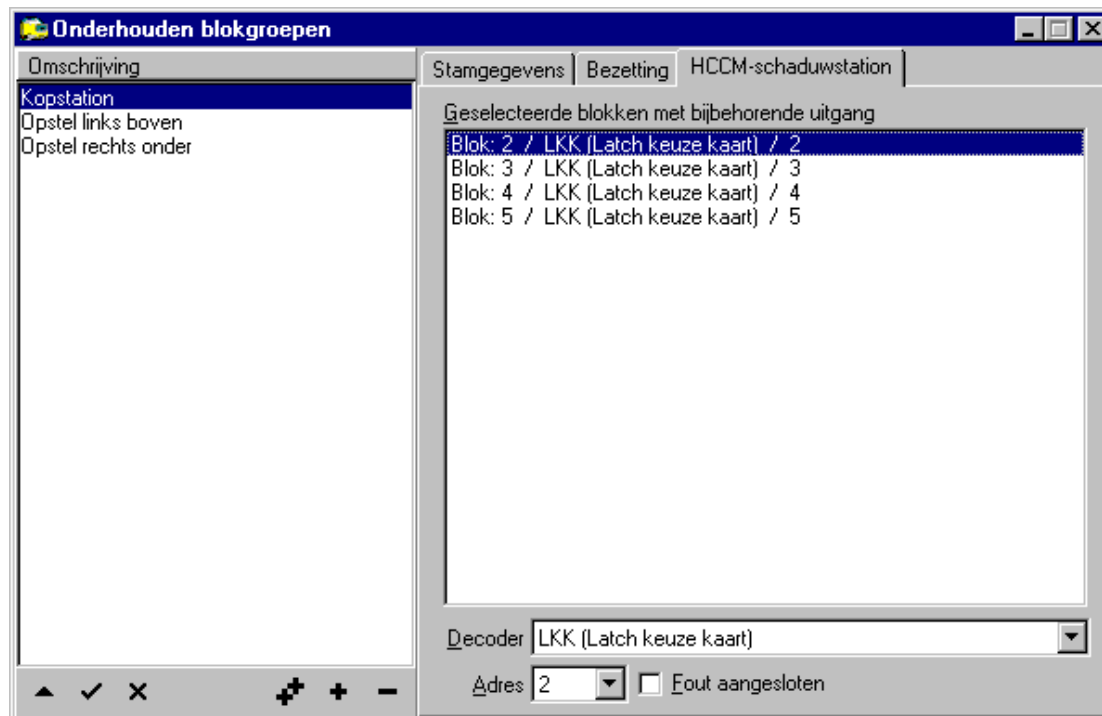 Onderhouden blokgroepen
Omschrijving
Kopstation
Opstel links boven
Opstel rechts onder
Stamgegevens
Bezetting
HCCM-schaduwstation
Geselecteerde blokken met bijbehorende uitgang
Blok: 2 / LKK (Latch keuze kaart) / 2
Blok: 3 / LKK (Latch keuze kaart) / 3
Blok: 4 / LKK (Latch keuze kaart) / 4
Blok: 5 / LKK (Latch keuze kaart) / 5
Decoder LKK (Latch keuze kaart)
Adres 2 Fout aangesloten